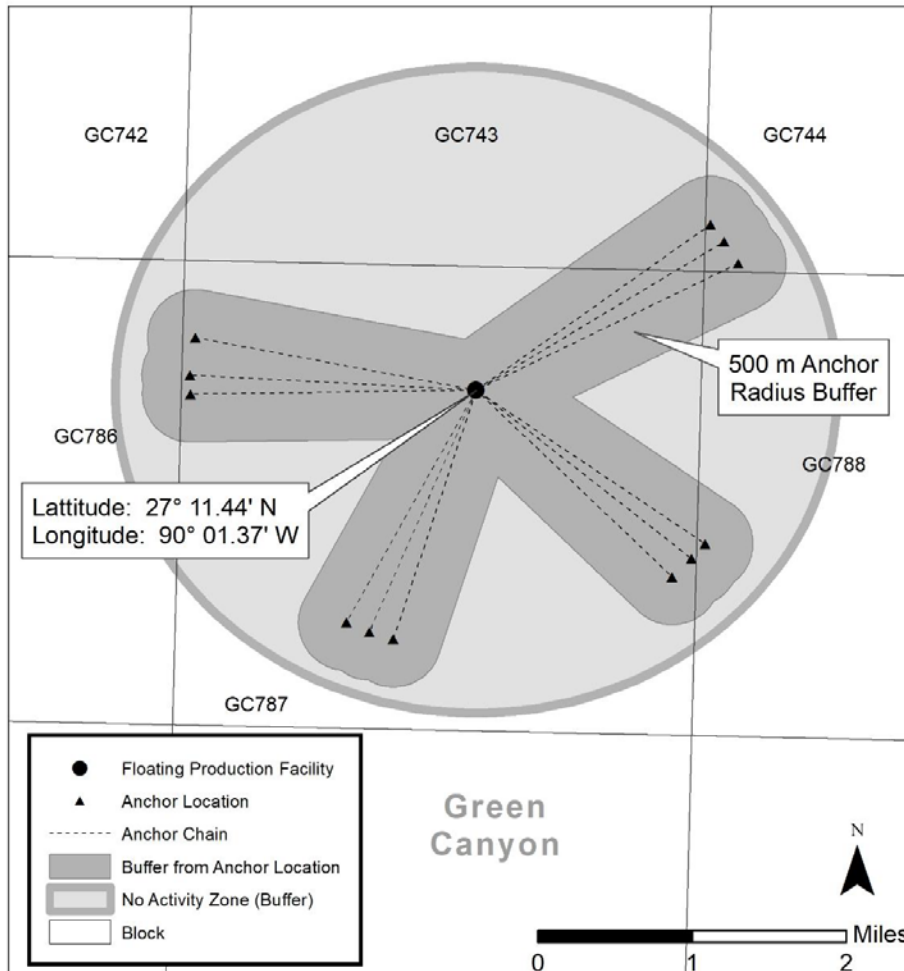 GC742
GC743
GC744
500 m Anchor
Radius Buffer
GC786
GC788
Lattitude: 27° 11.44' N
Longitude: 90° 01.37' W
GC787
Floating Production Facility
Anchor Location
Anchor Chain
Buffer from Anchor Location
No Activity Zone (Buffer)
Block
Green
Canyon
N
Miles
0 1 2